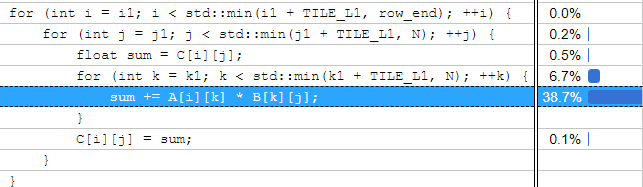 for (int i = i1; i < std::min(i1 + TILE_L1, row_end); ++i) { 0.0%
for (int j = j1; j < std::min(j1 + TILE_L1, N); ++j) { 0.2%
float sum = C[i][j]; 0.5%
for (int k = k1; k < std::min(k1 + TILE_L1, N); ++k) { 6.7%
sum += A[i][k] * B[k][j]; 38.7%
}
C[i][j] = sum; 0.1%
}
}